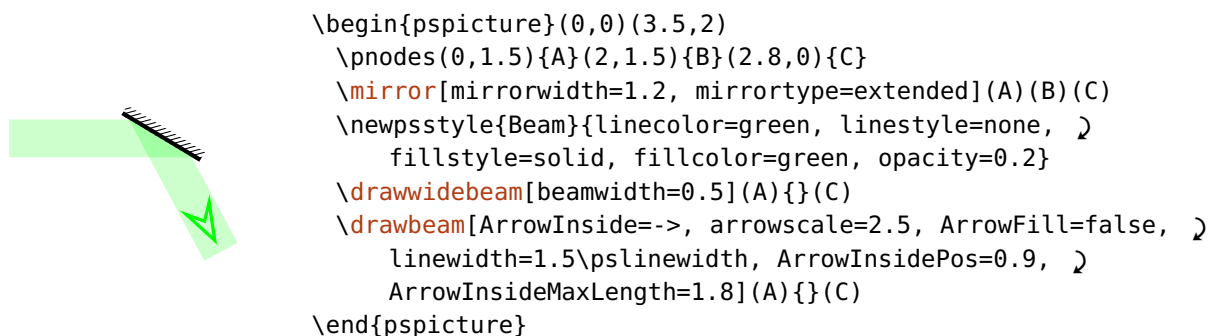 \begin{pspicture}(0,0)(3.5,2)
\pnodes(0,1.5){A}(2,1.5){B}(2.8,0){C}
\mirror[mirrorwidth=1.2, mirrortype=extended](A)(B)(C)
\newpsstyle{Beam}{linecolor=green, linestyle=none,
fillstyle=solid, fillcolor=green, opacity=0.2}
\drawwidebeam[beamwidth=0.5](A){}(C)
\drawbeam[ArrowInside=->, arrowscale=2.5, ArrowFill=false,
linewidth=1.5\pslinewidth, ArrowInsidePos=0.9,
ArrowInsideMaxLength=1.8](A){}(C)
\end{pspicture}